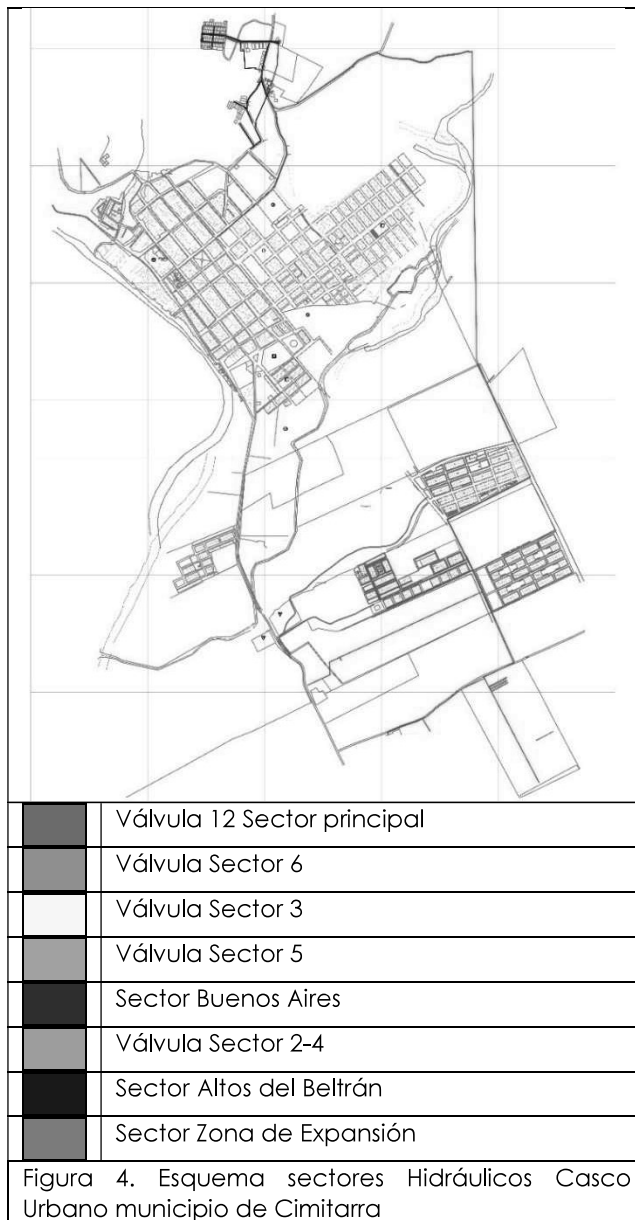 Válvula 12 Sector principal
Válvula Sector 6
Válvula Sector 3
Válvula Sector 5
Sector Buenos Aires
Válvula Sector 2-4
Sector Altos del Beltrán
Sector Zona de Expansión
Figura 4. Esquema sectores Hidráulicos Casco
Urbano municipio de Cimitarra